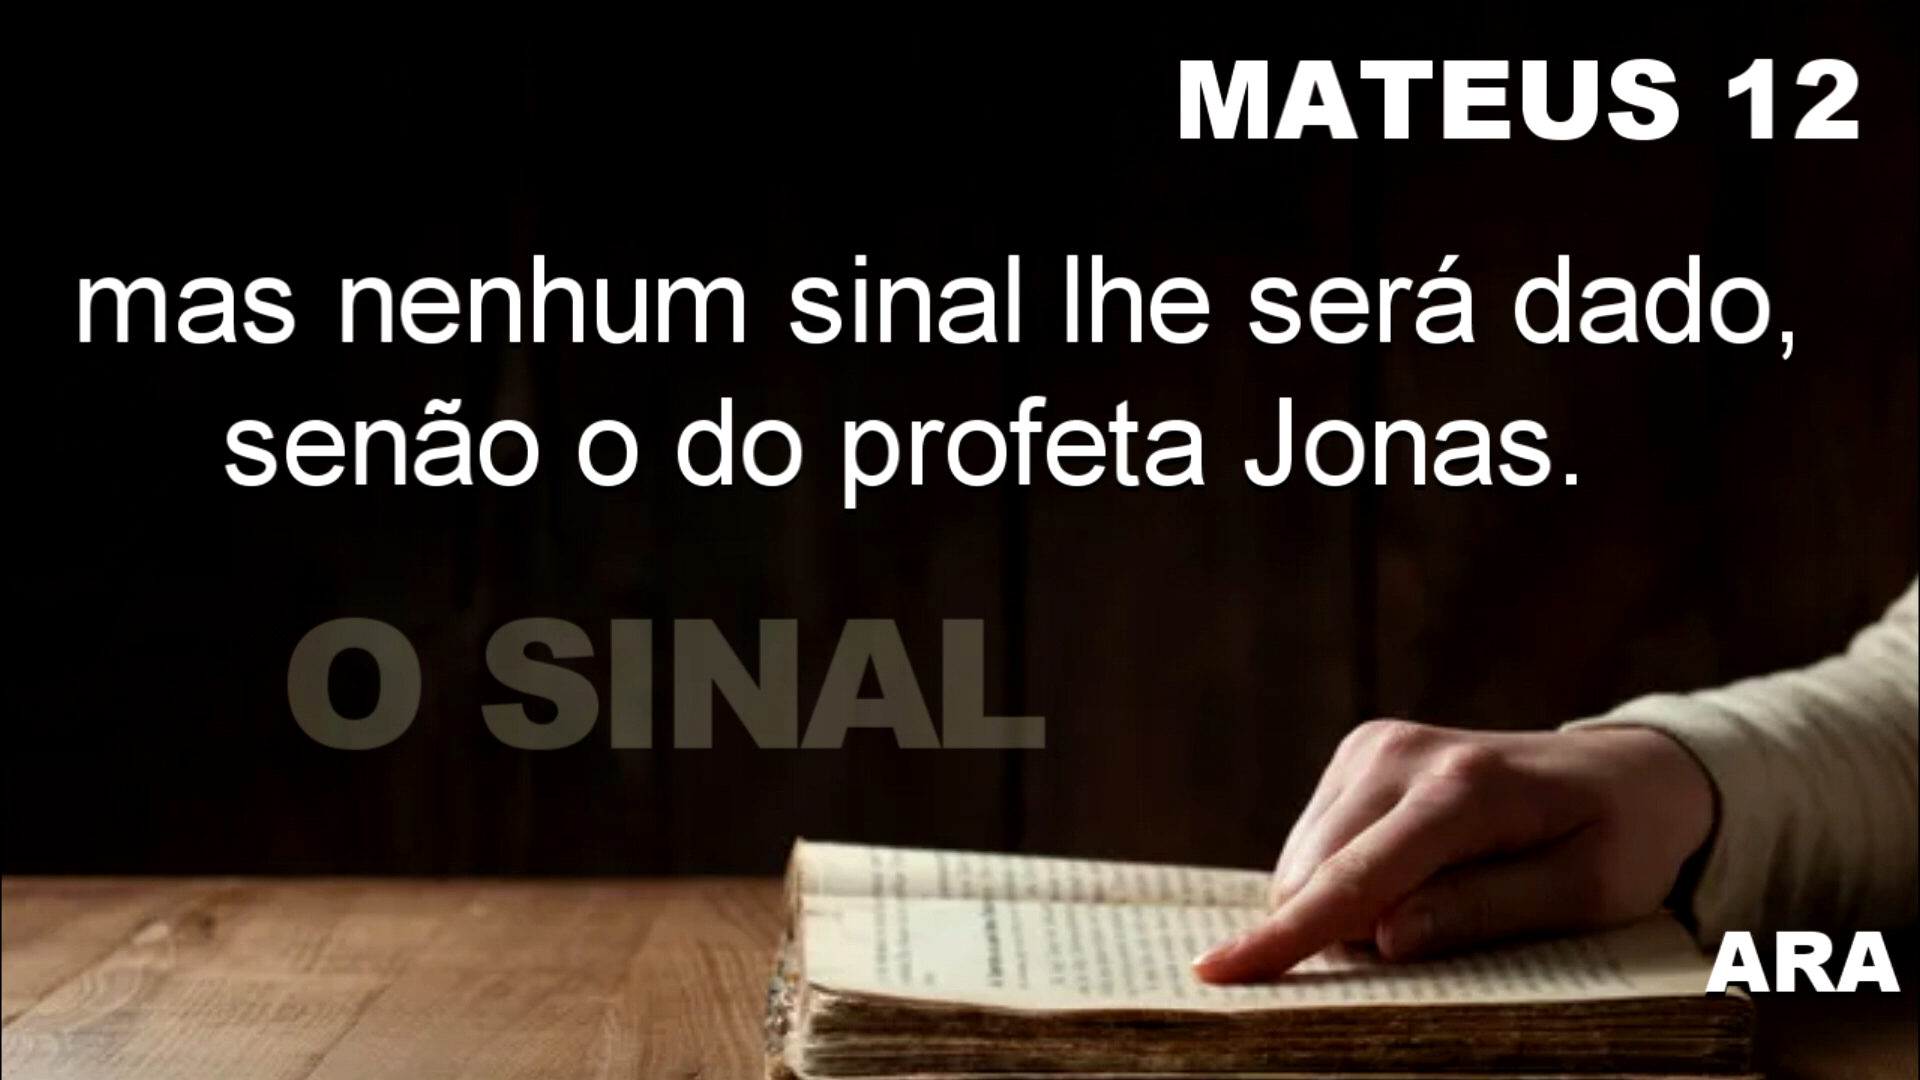 MATEUS 12
mas nenhum sinal lhe será dado,
senão o do profeta Jonas.
O SINAL
ARA